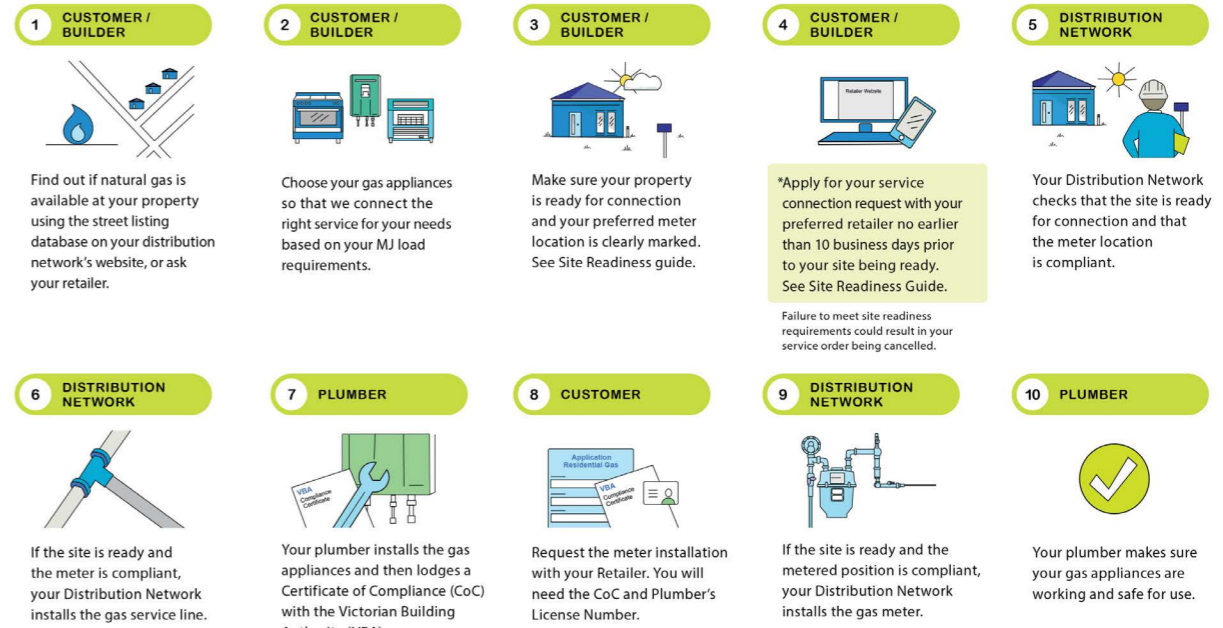 1
CUSTOMER /
BUILDER
Find out if natural gas is
available at your property
using the street listing
database on your distribution
network's website, or ask
your retailer.
2
CUSTOMER /
BUILDER
Choose your gas appliances
so that we connect the
right service for your needs
based on your MJ load
requirements.
3
CUSTOMER /
BUILDER
Make sure your property
is ready for connection
and your preferred meter
location is clearly marked.
See Site Readiness guide.
4
CUSTOMER /
BUILDER
Retailer Website
*Apply for your service
connection request with your
preferred retailer no earlier
than 10 business days prior
to your site being ready.
See Site Readiness Guide.
Failure to meet site readiness
requirements could result in your
service order being cancelled.
5
DISTRIBUTION
NETWORK
Your Distribution Network
checks that the site is ready
for connection and that
the meter location
is compliant.
6
DISTRIBUTION
NETWORK
If the site is ready and
the meter is compliant,
your Distribution Network
installs the gas service line.
7
PLUMBER
VBA
Compliance
Certificate
Your plumber installs the gas
appliances and then lodges a
Certificate of Compliance (CoC)
with the Victorian Building
8
CUSTOMER
Application
Residential Gas
VBA
Compliance
Certificate
Request the meter installation
with your Retailer. You will
need the CoC and Plumber's
License Number.
9
DISTRIBUTION
NETWORK
If the site is ready and the
metered position is compliant,
your Distribution Network
installs the gas meter.
10
PLUMBER
Your plumber makes sure
your gas appliances are
working and safe for use.